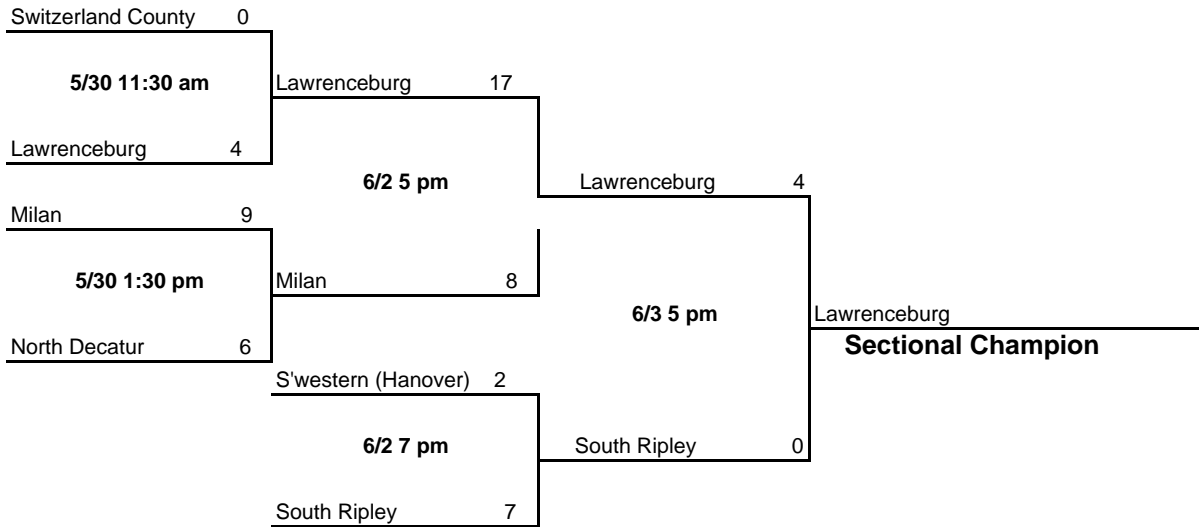 Switzerland County 0
5/30 11:30 am
Lawrenceburg 17
Lawrenceburg 4
6/2 5 pm
Lawrenceburg 4
Milan 9
5/30 1:30 pm
Milan 8
6/3 5 pm
Lawrenceburg
North Decatur 6
Sectional Champion
S'western (Hanover) 2
6/2 7 pm
South Ripley 0
South Ripley 7